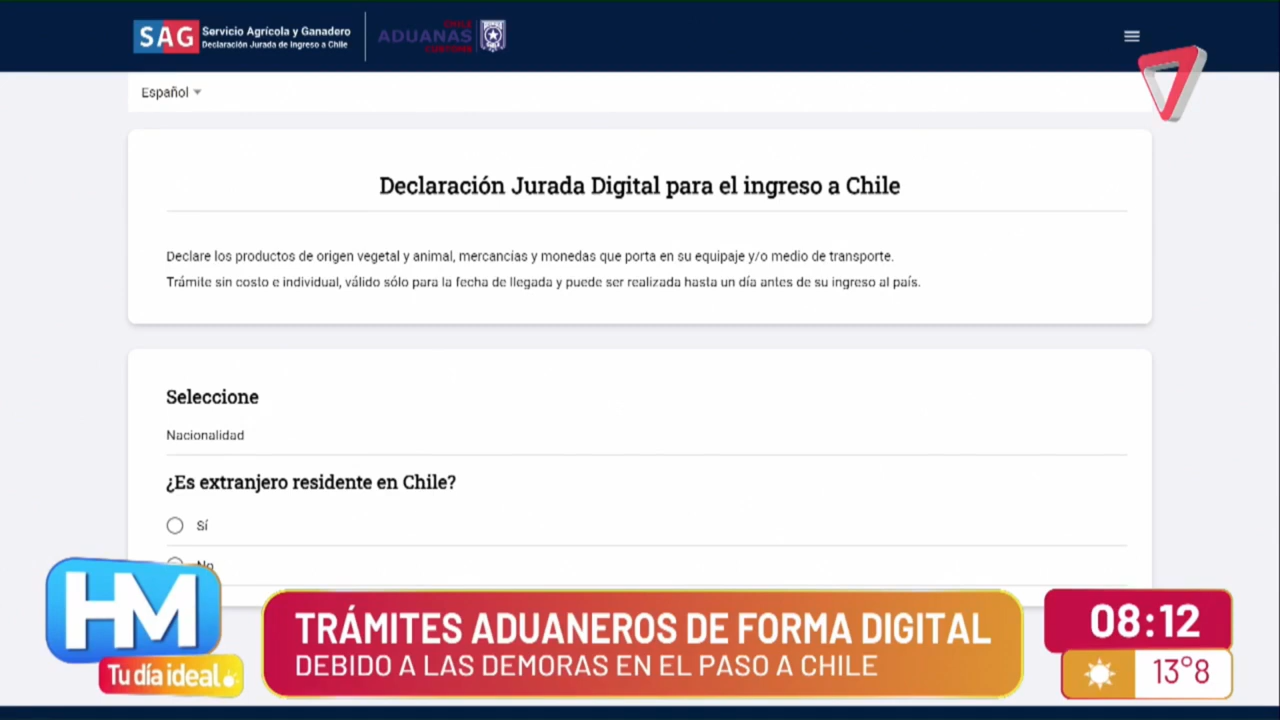 SAG
Servicio Agrícola y Ganadero
Declaración Jurada de Ingreso a Chile
CHILE
ADUANAS
CUSTOMS
Español
Declaración Jurada Digital para el ingreso a Chile
Declare los productos de origen vegetal y animal, mercancías y monedas que porta en su equipaje y/o medio de transporte.
Trámite sin costo e individual, válido sólo para la fecha de llegada y puede ser realizada hasta un día antes de su ingreso al país.
Seleccione
Nacionalidad
¿Es extranjero residente en Chile?
Sí
No
HM
Tu día ideal
TRÁMITES ADUANEROS DE FORMA DIGITAL
DEBIDO A LAS DEMORAS EN EL PASO A CHILE
08:12
13°8